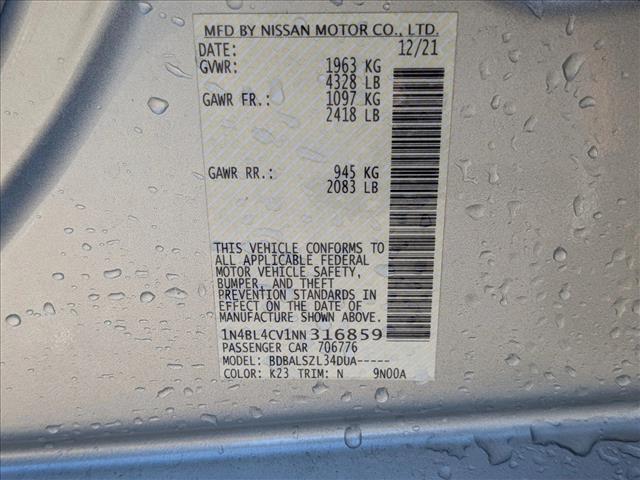 MFD BY NISSAN MOTOR CO., LTD.
DATE: 12/21
GVWR: 1963 KG
4328 LB
GAWR FR.: 1097 KG
2418 LB
GAWR RR.: 945 KG
2083 LB
THIS VEHICLE CONFORMS TO
ALL APPLICABLE FEDERAL
MOTOR VEHICLE SAFETY,
BUMPER, AND THEFT
PREVENTION STANDARDS IN
EFFECT ON THE DATE OF
MANUFACTURE SHOWN ABOVE.
1N4BL4CV1NN316859
PASSENGER CAR 706776
MODEL: BDBALSZL34DUA-----
COLOR: K23 TRIM: N 9N00A